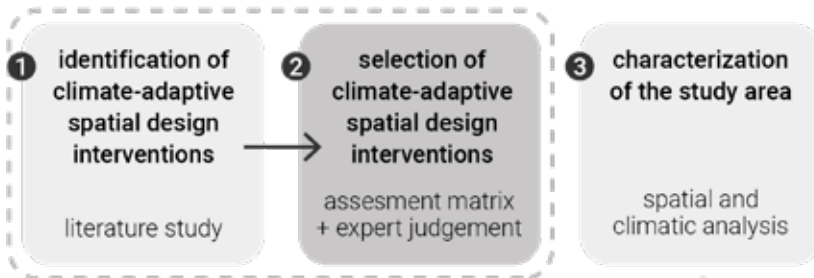 1
identification of
climate-adaptive
spatial design
interventions
literature study
2
selection of
climate-adaptive
spatial design
interventions
assesment matrix
+ expert judgement
3
characterization
of the study area
spatial and
climatic analysis